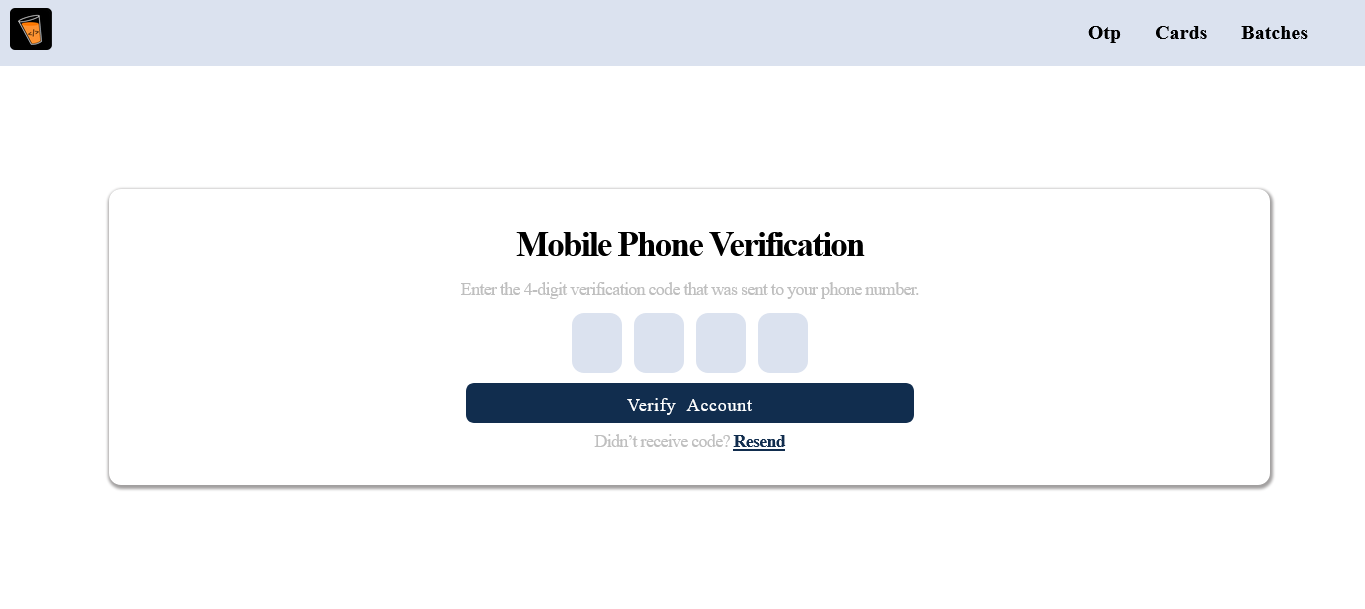 </>
Otp Cards Batches
Mobile Phone Verification
Enter the 4-digit verification code that was sent to your phone number.
Verify Account
Didn’t receive code? Resend